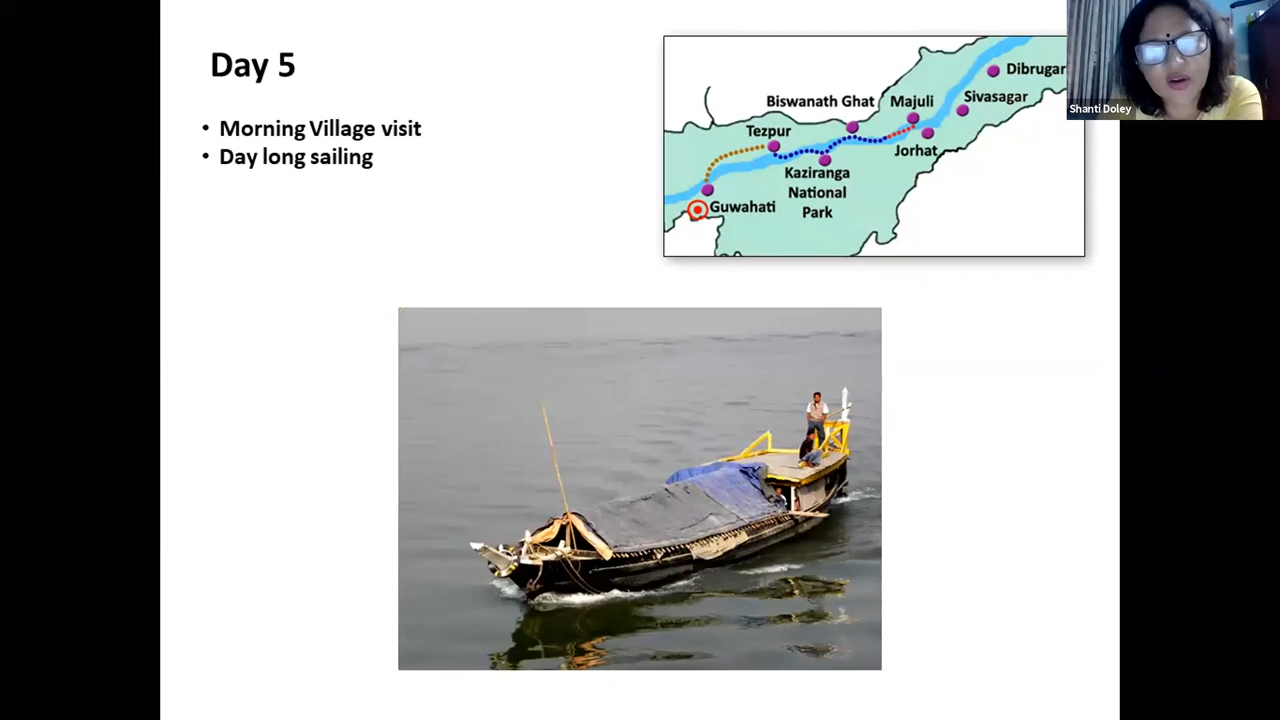 Day 5
• Morning Village visit
• Day long sailing
Dibrugar
Biswanath Ghat
Majuli
Sivasagar
Tezpur
Jorhat
Kaziranga
National
Park
Guwahati
Shanti Doley